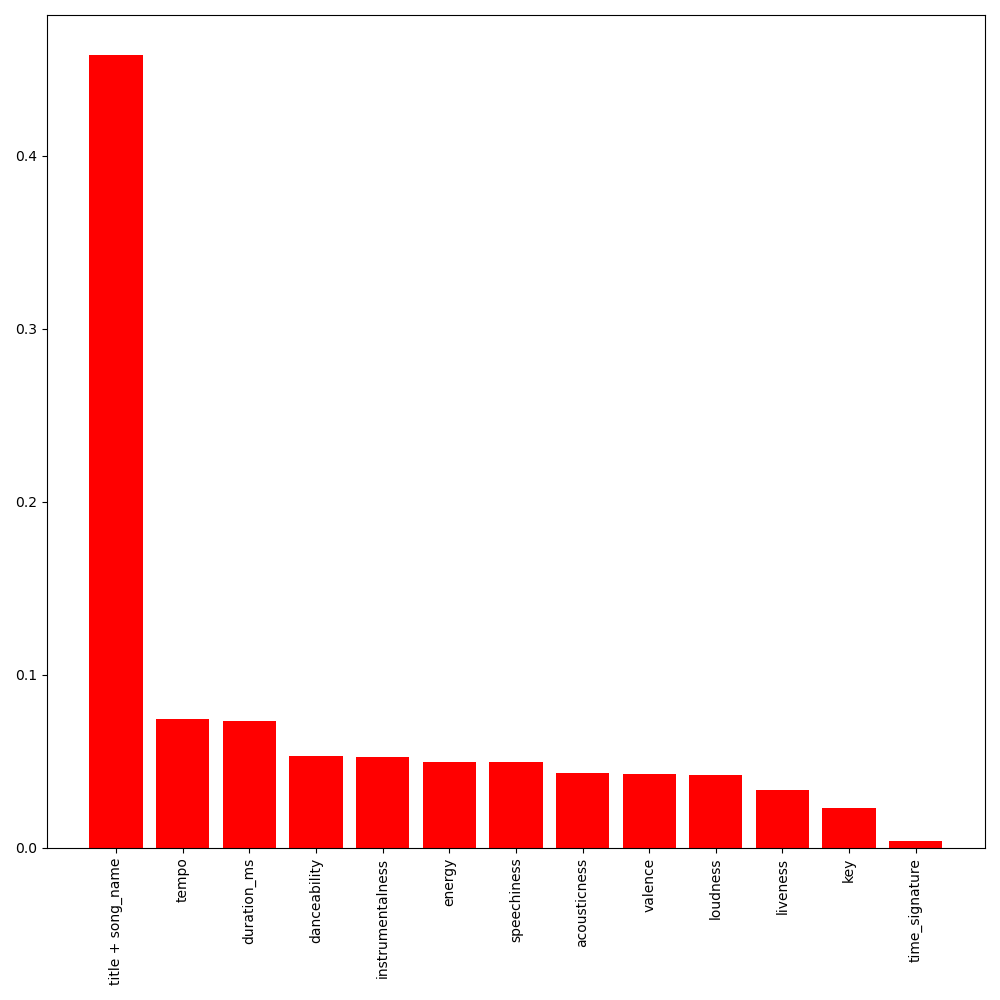 0.4
0.3
0.2
0.1
0.0
title + song_name
tempo
duration_ms
danceability
instrumentalness
energy
speechiness
acousticness
valence
loudness
liveness
key
time_signature